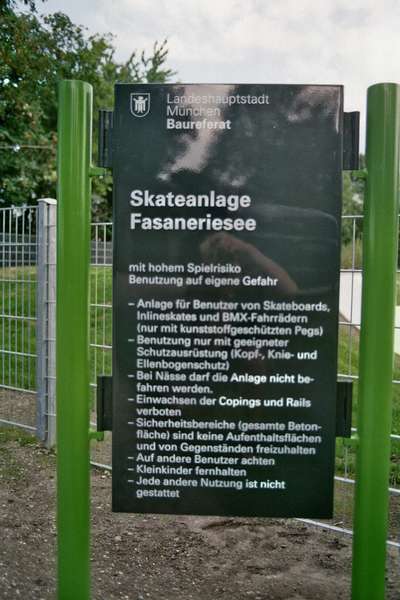 Landeshauptstadt
München
Baureferat
Skateanlage
Fasaneriesee
mit hohem Spielrisiko
Benutzung auf eigene Gefahr
– Anlage für Benutzer von Skateboards,
Inlineskates und BMX-Fahrrädern
(nur mit kunststoffgeschützten Pegs)
– Benutzung nur mit geeigneter
Schutzausrüstung (Kopf-, Knie- und
Ellenbogenschutz)
– Bei Nässe darf die Anlage nicht be-
fahren werden.
– Einwachsen der Copings und Rails
verboten
– Sicherheitsbereiche (gesamte Beton-
fläche) sind keine Aufenthaltsflächen
und von Gegenständen freizuhalten
– Auf andere Benutzer achten
– Kleinkinder fernhalten
– Jede andere Nutzung ist nicht
gestattet